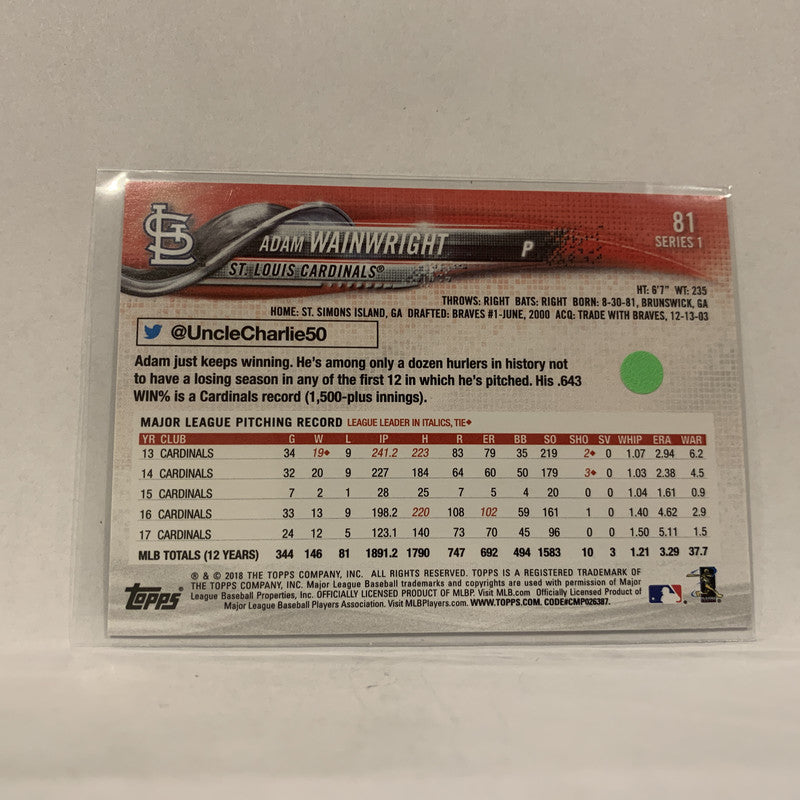 STL
ADAM WAINWRIGHT P
ST. LOUIS CARDINALS®
81
SERIES 1
HT: 6'7" WT: 235
THROWS: RIGHT BATS: RIGHT BORN: 8-30-81, BRUNSWICK, GA
HOME: ST. SIMONS ISLAND, GA DRAFTED: BRAVES #1-JUNE, 2000 ACQ: TRADE WITH BRAVES, 12-13-03
@UncleCharlie50
Adam just keeps winning. He's among only a dozen hurlers in history not
to have a losing season in any of the first 12 in which he's pitched. His .643
WIN% is a Cardinals record (1,500-plus innings).
MAJOR LEAGUE PITCHING RECORD LEAGUE LEADER IN ITALICS, TIE♦
YR CLUB G W L IP H R ER BB SO SHO SV WHIP ERA WAR
13 CARDINALS 34 19♦ 9 241.2 223 83 79 35 219 2♦ 0 1.07 2.94 6.2
14 CARDINALS 32 20 9 227 184 64 60 50 179 3♦ 0 1.03 2.38 4.5
15 CARDINALS 7 2 1 28 25 7 5 4 20 0 0 1.04 1.61 0.9
16 CARDINALS 33 13 9 198.2 220 108 102 59 161 1 0 1.40 4.62 2.9
17 CARDINALS 24 12 5 123.1 140 73 70 45 96 0 0 1.50 5.11 1.5
MLB TOTALS (12 YEARS) 344 146 81 1891.2 1790 747 692 494 1583 10 3 1.21 3.29 37.7
Topps®
® & © 2018 THE TOPPS COMPANY, INC. ALL RIGHTS RESERVED. TOPPS IS A REGISTERED TRADEMARK OF
THE TOPPS COMPANY, INC. Major League Baseball trademarks and copyrights are used with permission of Major
League Baseball Properties, Inc. OFFICIALLY LICENSED PRODUCT OF MLBP. Visit MLB.com Officially Licensed Product of
Major League Baseball Players Association. Visit MLBPlayers.com. WWW.TOPPS.COM. CODE#CMP026387.